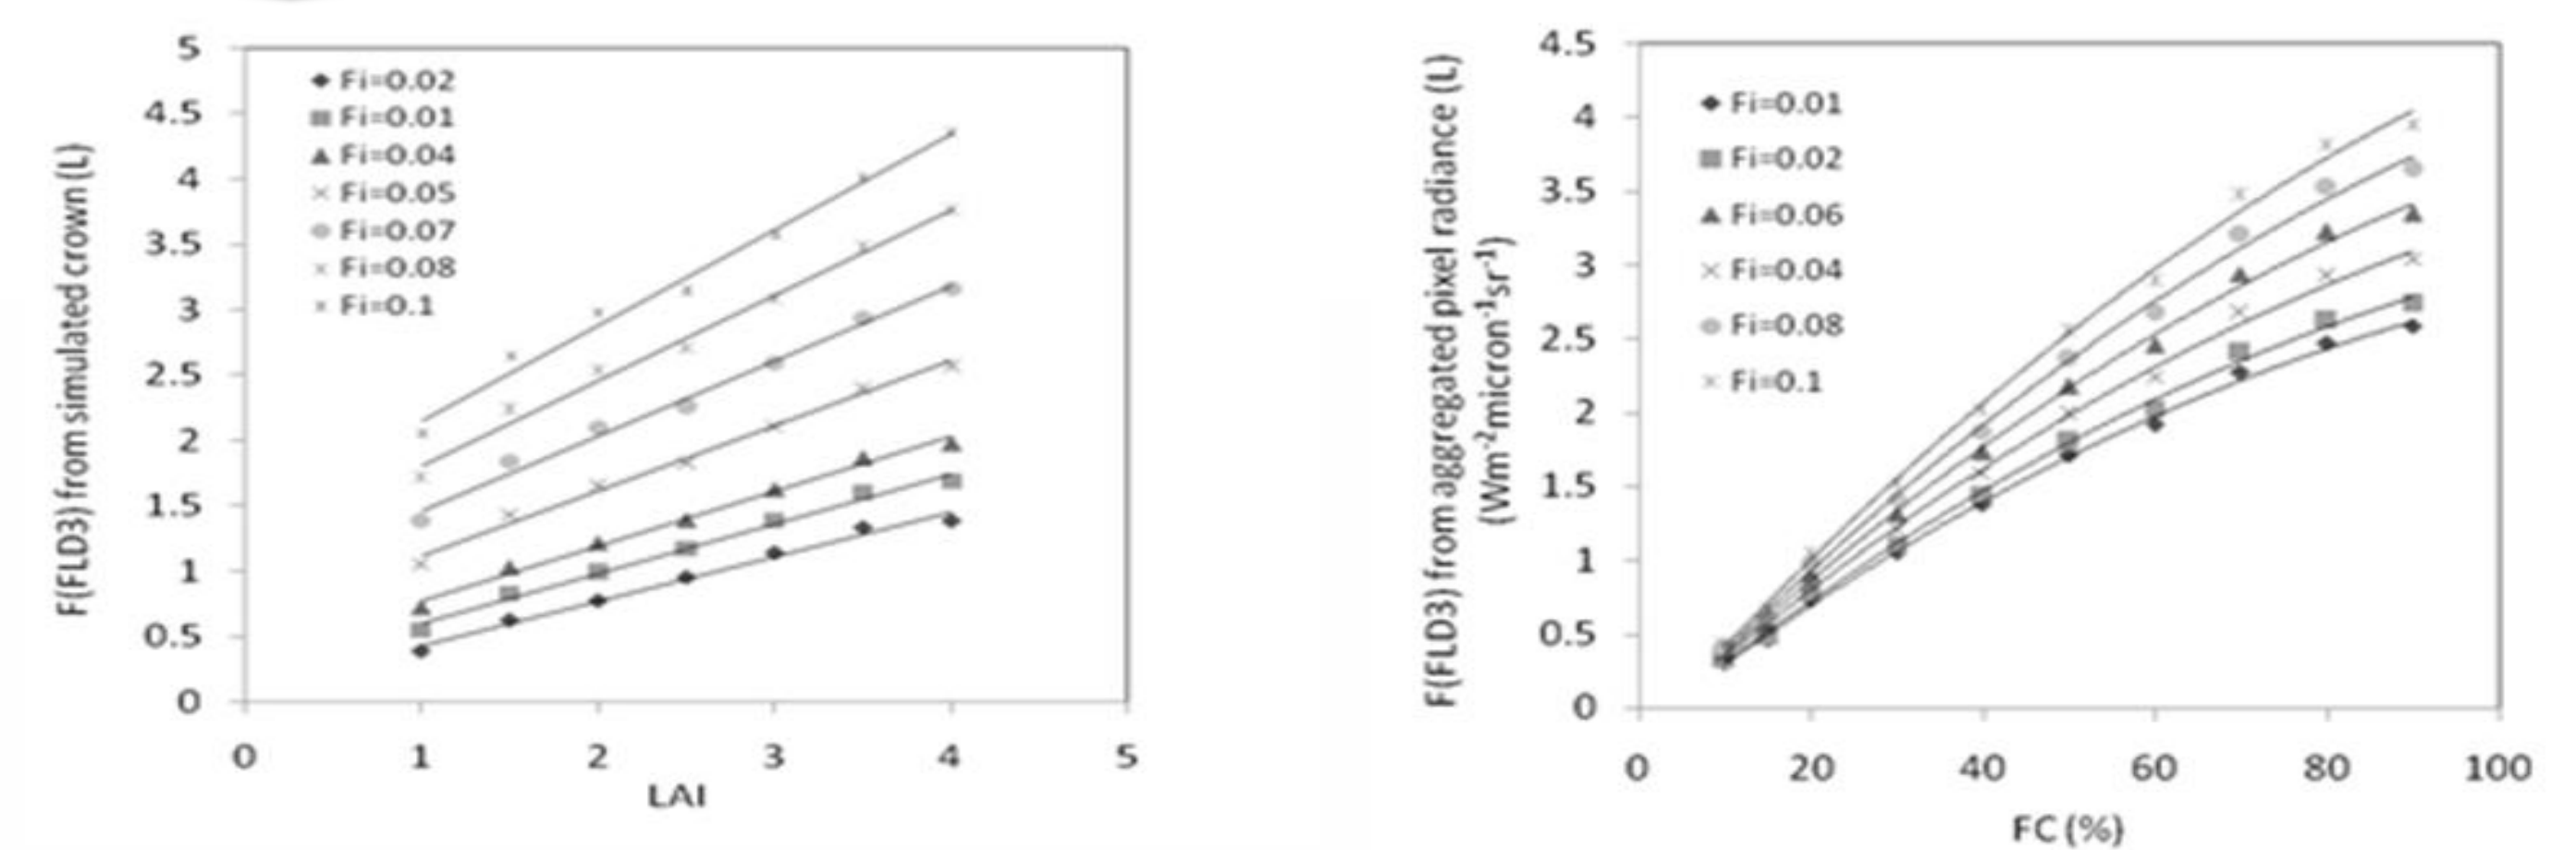 F(FLD3) from simulated crown (L)
5
4.5
4
3.5
3
2.5
2
1.5
1
0.5
0
Fi=0.02
Fi=0.01
Fi=0.04
Fi=0.05
Fi=0.07
Fi=0.08
Fi=0.1
0 1 2 3 4 5
LAI
F(FLD3) from aggregated pixel radiance (L)
(Wm-2micron-1sr-1)
4.5
4
3.5
3
2.5
2
1.5
1
0.5
0
Fi=0.01
Fi=0.02
Fi=0.06
Fi=0.04
Fi=0.08
Fi=0.1
0 20 40 60 80 100
FC (%)